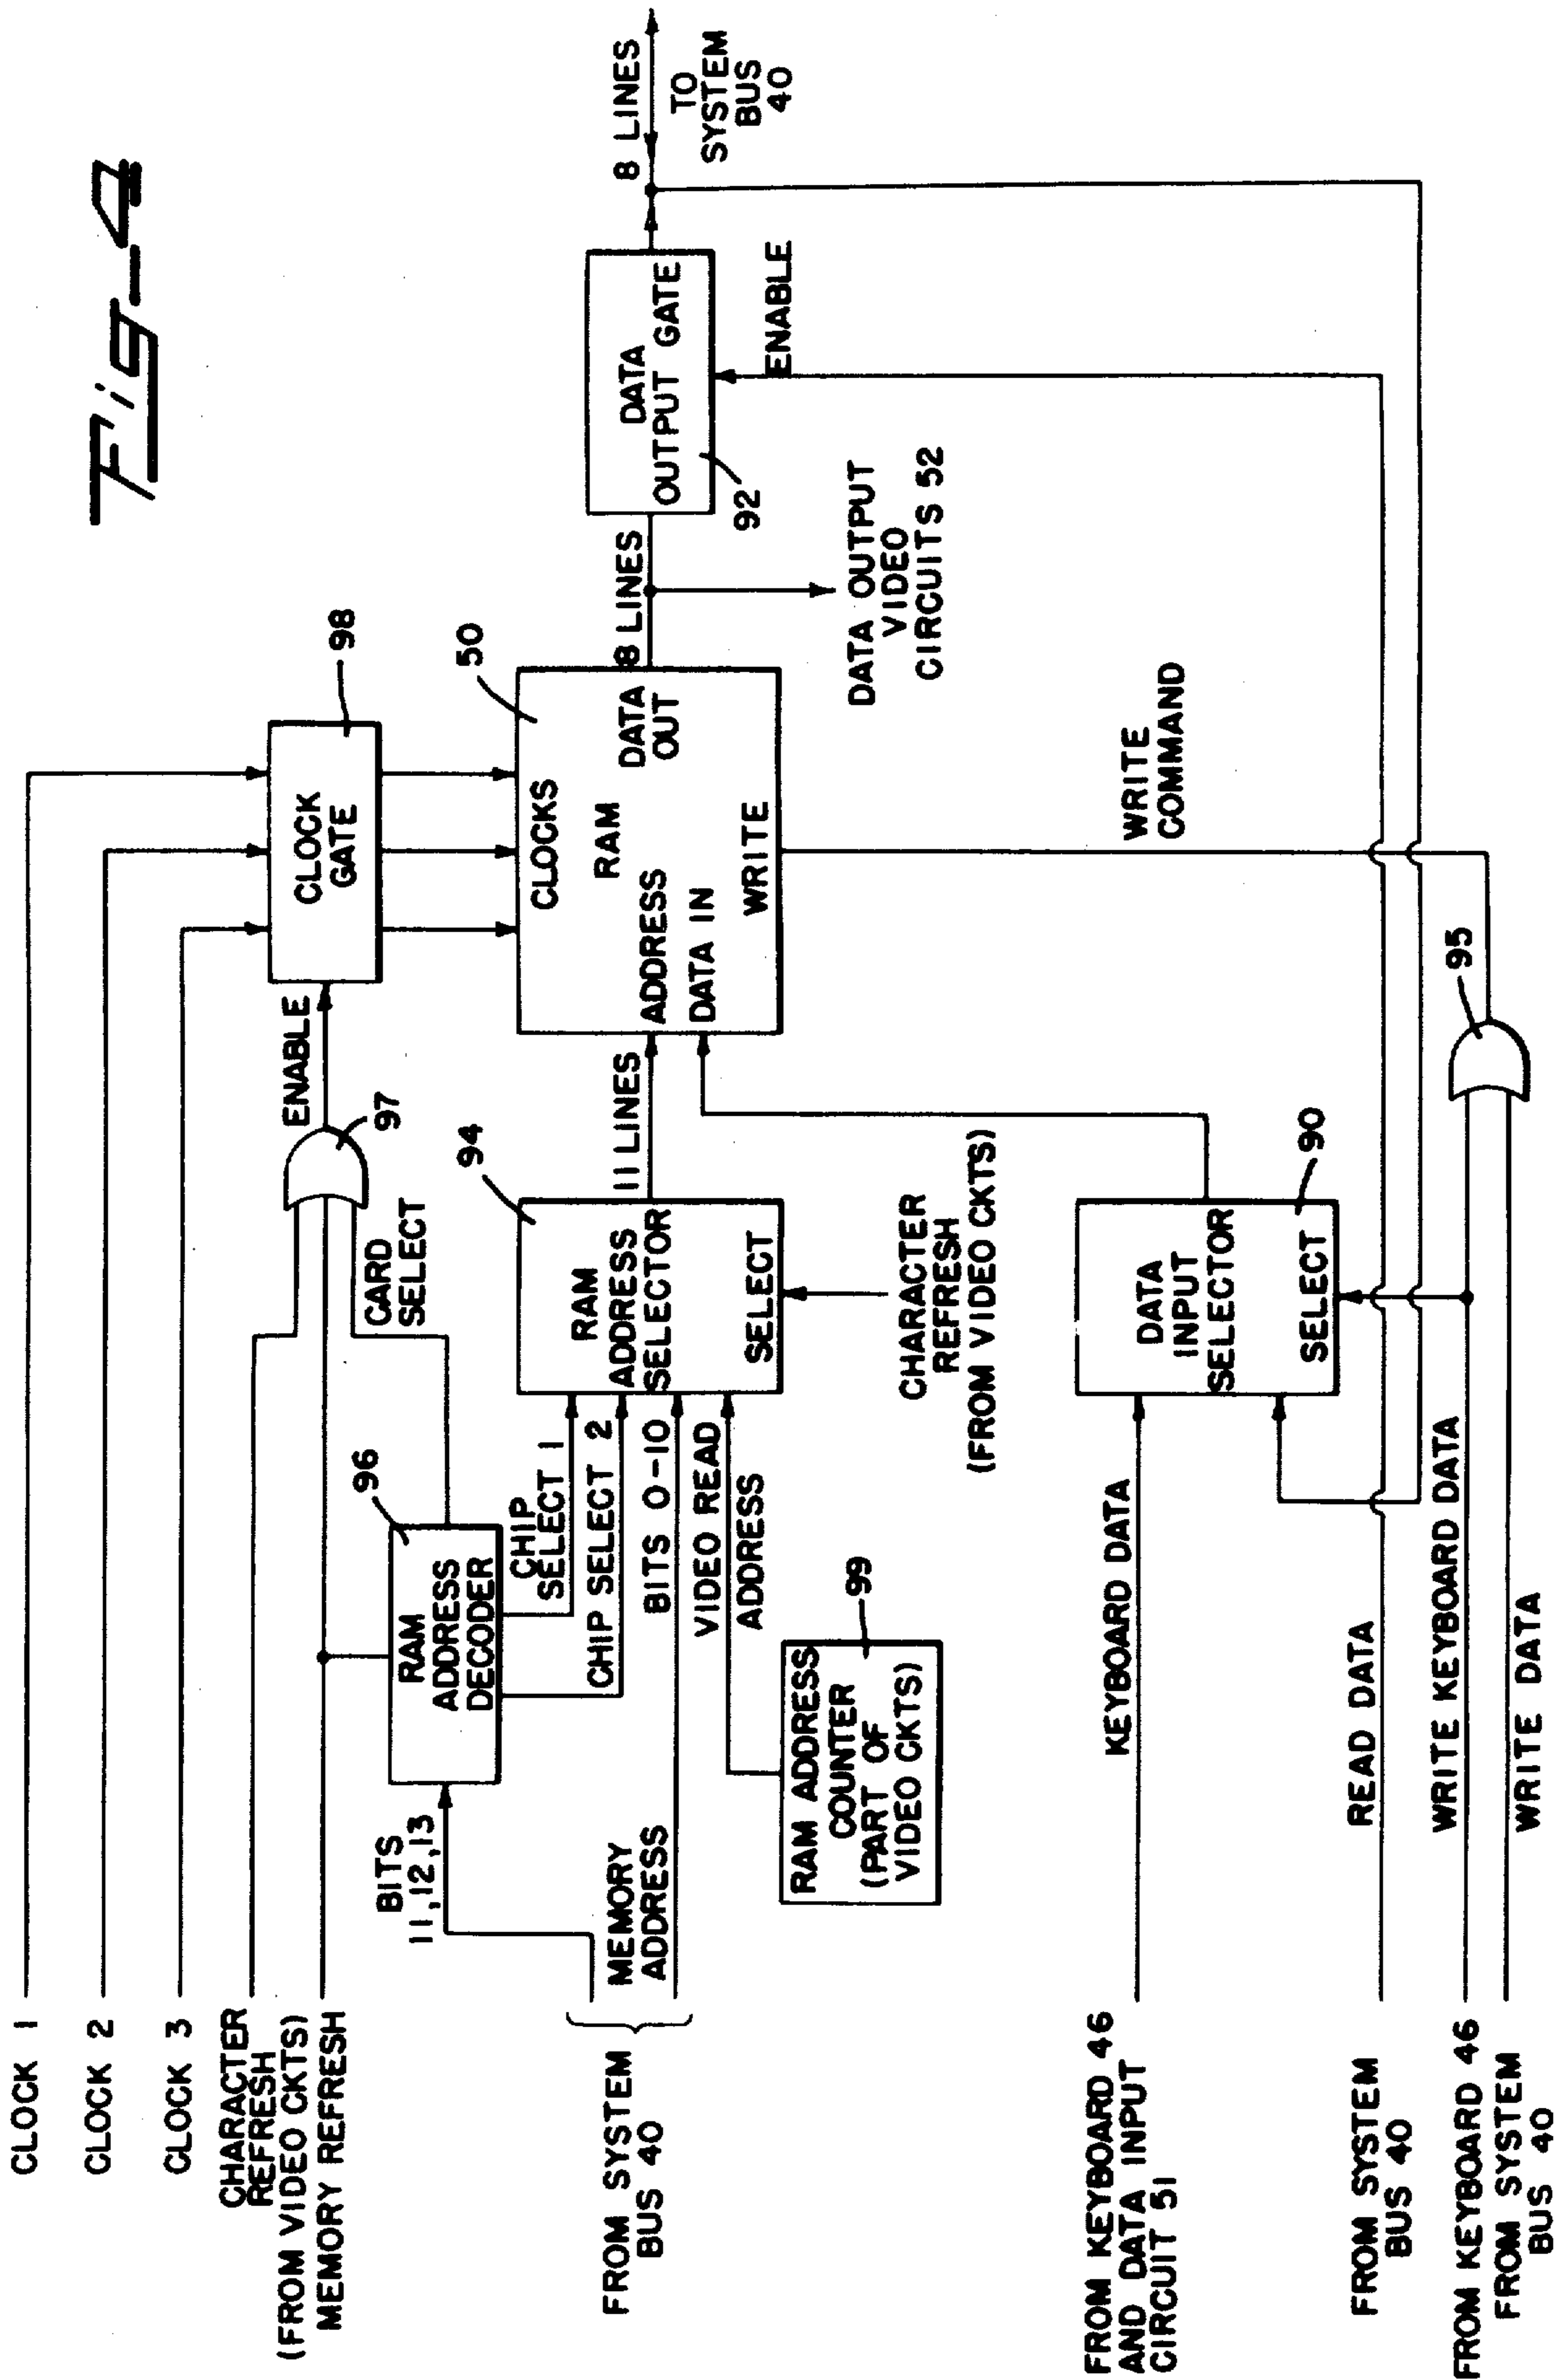 Fig-4
CLOCK 1
CLOCK 2
CLOCK 3
CHARACTER
REFRESH
(FROM VIDEO CKTS)
MEMORY REFRESH
FROM SYSTEM
BUS 40
MEMORY
ADDRESS
BITS
11,12,13
RAM
ADDRESS
DECODER
96
CARD
SELECT
97
ENABLE
CLOCK
GATE
98
CHIP
SELECT 1
CHIP SELECT 2
BITS 0-10
VIDEO READ
ADDRESS
RAM ADDRESS
COUNTER
(PART OF
VIDEO CKTS)
99
RAM
ADDRESS
SELECTOR
SELECT
94
11 LINES
CHARACTER
REFRESH
(FROM VIDEO CKTS)
CLOCKS
RAM
ADDRESS
DATA IN
DATA
OUT
WRITE
50
8 LINES
DATA OUTPUT
VIDEO
CIRCUITS 52
DATA
OUTPUT GATE
92
ENABLE
8 LINES
TO
SYSTEM
BUS
40
WRITE
COMMAND
FROM KEYBOARD 46
AND DATA INPUT
CIRCUIT 51
KEYBOARD DATA
DATA
INPUT
SELECTOR
SELECT
90
FROM SYSTEM
BUS 40
READ DATA
FROM KEYBOARD 46
WRITE KEYBOARD DATA
FROM SYSTEM
BUS 40
WRITE DATA
95